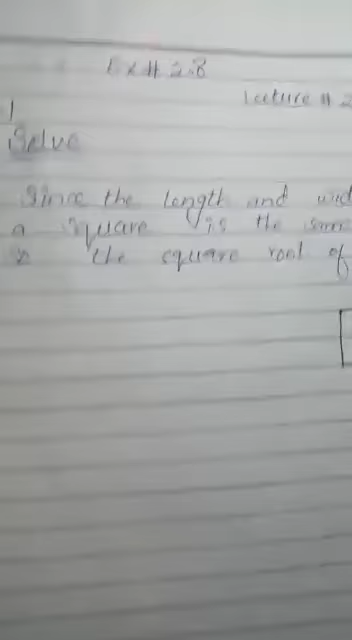 Ex # 2.8
Lecture # 2
1
Solve
Since the length and wid
a square is the same
the square root of